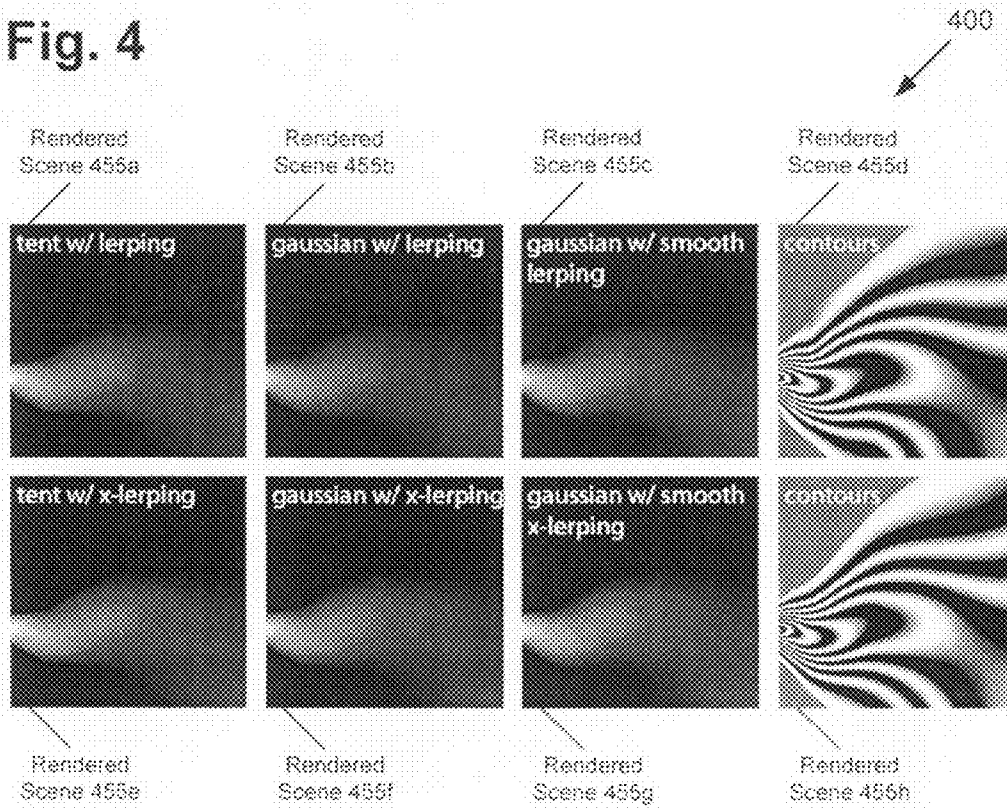 Fig. 4
400
Rendered
Scene 455a
Rendered
Scene 455b
Rendered
Scene 455c
Rendered
Scene 455d
tent w/ lerping
gaussian w/ lerping
gaussian w/ smooth
lerping
contours
tent w/ x-lerping
gaussian w/ x-lerping
gaussian w/ smooth
x-lerping
contours
Rendered
Scene 455e
Rendered
Scene 455f
Rendered
Scene 455g
Rendered
Scene 455h